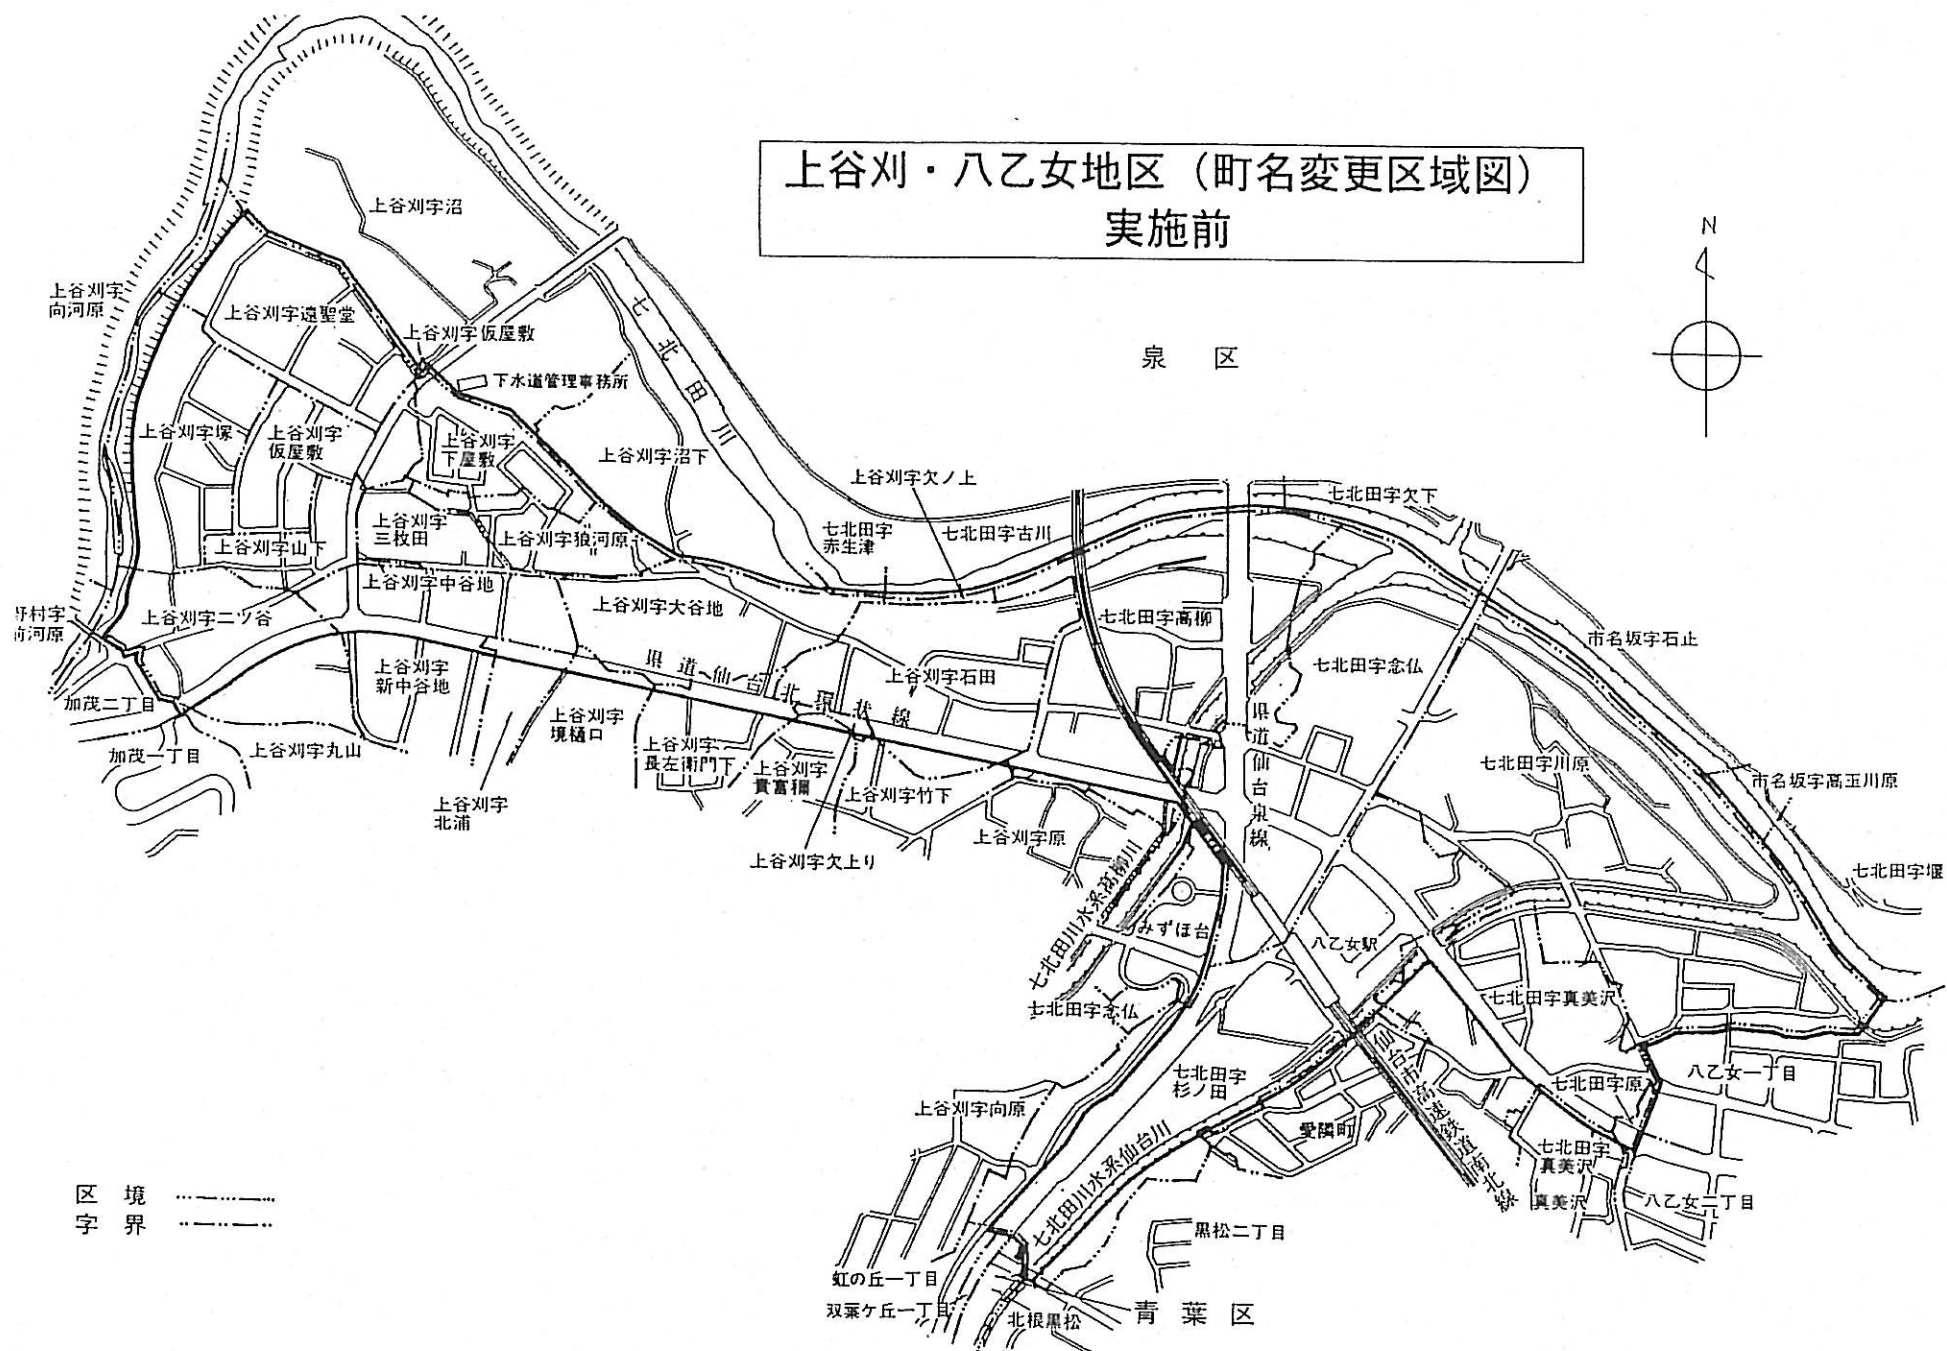 上谷刈・八乙女地区（町名変更区域図）
実施前
N
上谷刈字沼
上谷刈字
向河原
上谷刈字遠聖堂
上谷刈字仮屋敷
下水道管理事務所
七北田川
泉 区
上谷刈字塚
上谷刈字
仮屋敷
上谷刈字
下屋敷
上谷刈字沼下
上谷刈字欠ノ上
七北田字
赤生津
七北田字古川
七北田字欠下
上谷刈字
三枚田
上谷刈字狼河原
上谷刈字山下
上谷刈字中谷地
上谷刈字大谷地
上谷刈字二ツ谷
野村字
前河原
七北田字高柳
市名坂字石止
七北田字念仏
上谷刈字
新中谷地
県道仙台北環状線
上谷刈字石田
加茂二丁目
加茂一丁目
上谷刈字丸山
上谷刈字
境樋口
上谷刈字
長左衛門下
上谷刈字
貴富禰
上谷刈字竹下
県道仙台泉線
七北田字川原
市名坂字高玉川原
上谷刈字
北浦
上谷刈字欠上り
上谷刈字原
七北田字堰
七北田川水系高柳川
みずほ台
八乙女駅
七北田字念仏
七北田字真美沢
七北田字
杉ノ田
仙台市高速鉄道南北線
七北田字原
八乙女一丁目
上谷刈字向原
愛隣町
七北田字
真美沢
真美沢
八乙女二丁目
七北田川水系仙台川
区 境
字 界
黒松二丁目
虹の丘一丁目
双葉ケ丘一丁目
北根黒松
青葉区